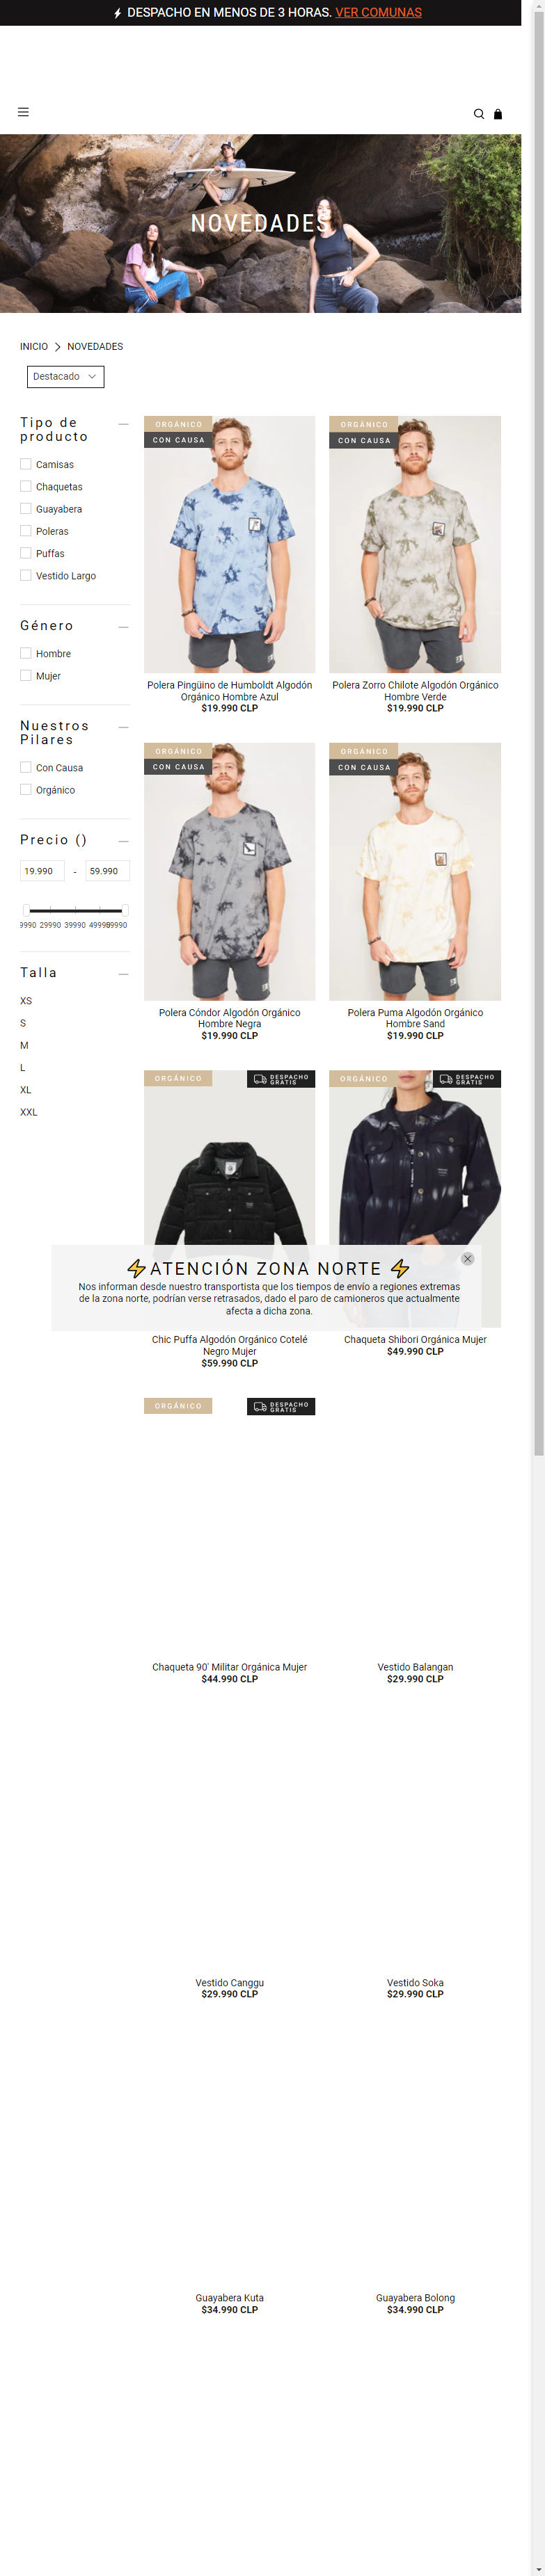 DESPACHO EN MENOS DE 3 HORAS. VER COMUNAS
NOVEDADES
INICIO > NOVEDADES
Destacado
Tipo de
producto
Camisas
Chaquetas
Guayabera
Poleras
Puffas
Vestido Largo
Género
Hombre
Mujer
Nuestros
Pilares
Con Causa
Orgánico
Precio ()
19.990 - 59.990
29990 39990
Talla
XS
S
M
L
XL
XXL
ORGÁNICO
CON CAUSA
ORGÁNICO
CON CAUSA
Polera Pingüino de Humboldt Algodón
Orgánico Hombre Azul
$19.990 CLP
Polera Zorro Chilote Algodón Orgánico
Hombre Verde
$19.990 CLP
ORGÁNICO
CON CAUSA
ORGÁNICO
CON CAUSA
Polera Cóndor Algodón Orgánico
Hombre Negra
$19.990 CLP
Polera Puma Algodón Orgánico
Hombre Sand
$19.990 CLP
ORGÁNICO
DESPACHO
GRATIS
ORGÁNICO
DESPACHO
GRATIS
ATENCIÓN ZONA NORTE
Nos informan desde nuestro transportista que los tiempos de envío a regiones extremas
de la zona norte, podrían verse retrasados, dado el paro de camioneros que actualmente
afecta a dicha zona.
Chic Puffa Algodón Orgánico Cotelé
Negro Mujer
$59.990 CLP
Chaqueta Shibori Orgánica Mujer
$49.990 CLP
ORGÁNICO
DESPACHO
GRATIS
Chaqueta 90' Militar Orgánica Mujer
$44.990 CLP
Vestido Balangan
$29.990 CLP
Vestido Canggu
$29.990 CLP
Vestido Soka
$29.990 CLP
Guayabera Kuta
$34.990 CLP
Guayabera Bolong
$34.990 CLP